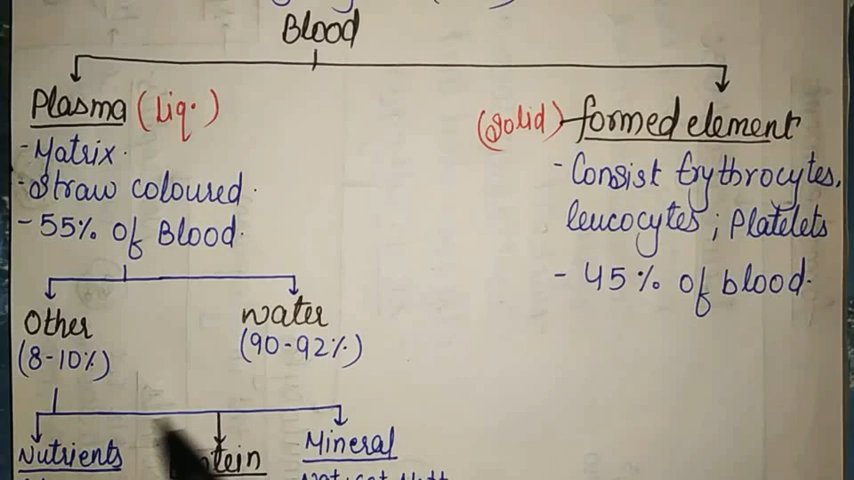 Blood
Plasma (Liq.)
- Matrix.
- Straw coloured.
- 55% of Blood.
(Solid) formed element
- Consist Erythrocytes,
leucocytes; Platelets
- 45% of blood.
Other
(8-10%)
water
(90-92%)
Nutrients
Mineral